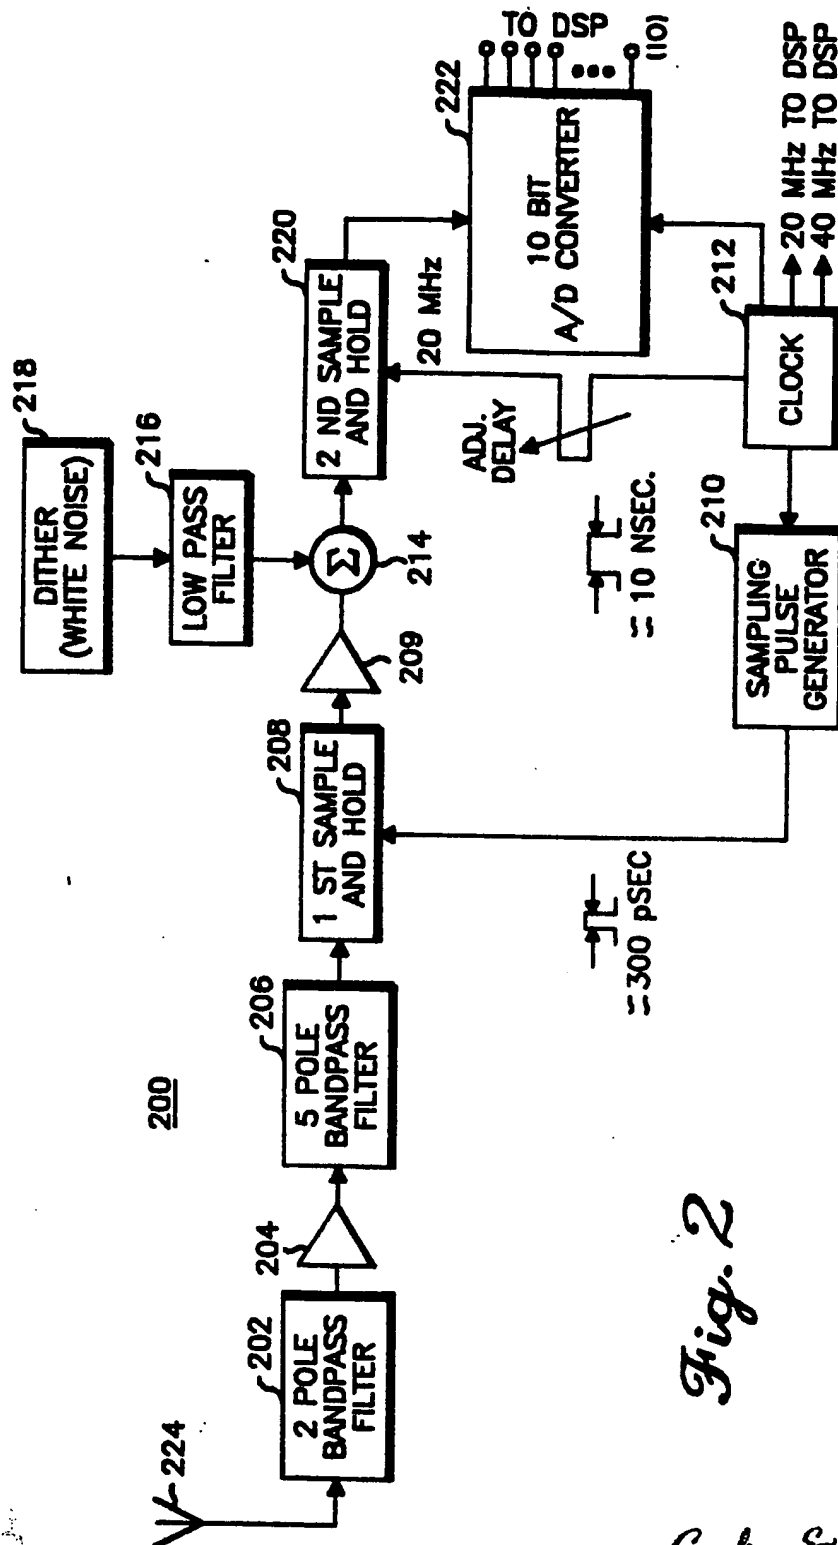 200
224
202
2 POLE
BANDPASS
FILTER
204
206
5 POLE
BANDPASS
FILTER
208
1 ST SAMPLE
AND HOLD
209
218
DITHER
(WHITE NOISE)
216
LOW PASS
FILTER
Σ
214
220
2 ND SAMPLE
AND HOLD
20 MHz
222
10 BIT
A/D CONVERTER
TO DSP
(10)
ADJ.
DELAY
≈ 10 NSEC.
≈300 pSEC
210
SAMPLING
PULSE
GENERATOR
212
CLOCK
20 MHz TO DSP
40 MHz TO DSP
Fig. 2